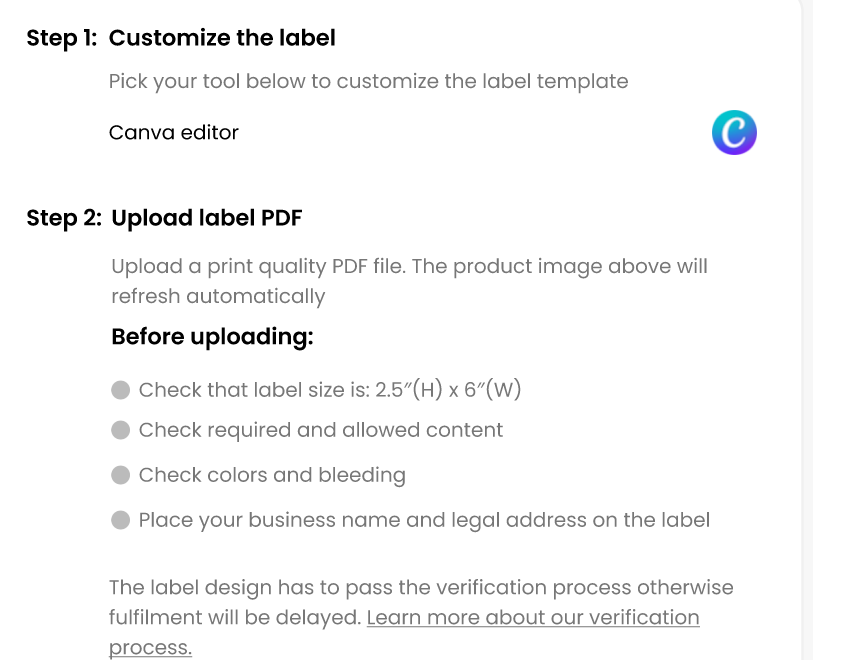 Step 1: Customize the label
Pick your tool below to customize the label template
Canva editor
C
Step 2: Upload label PDF
Upload a print quality PDF file. The product image above will
refresh automatically
Before uploading:
Check that label size is: 2.5″(H) x 6″(W)
Check required and allowed content
Check colors and bleeding
Place your business name and legal address on the label
The label design has to pass the verification process otherwise
fulfilment will be delayed. Learn more about our verification
process.